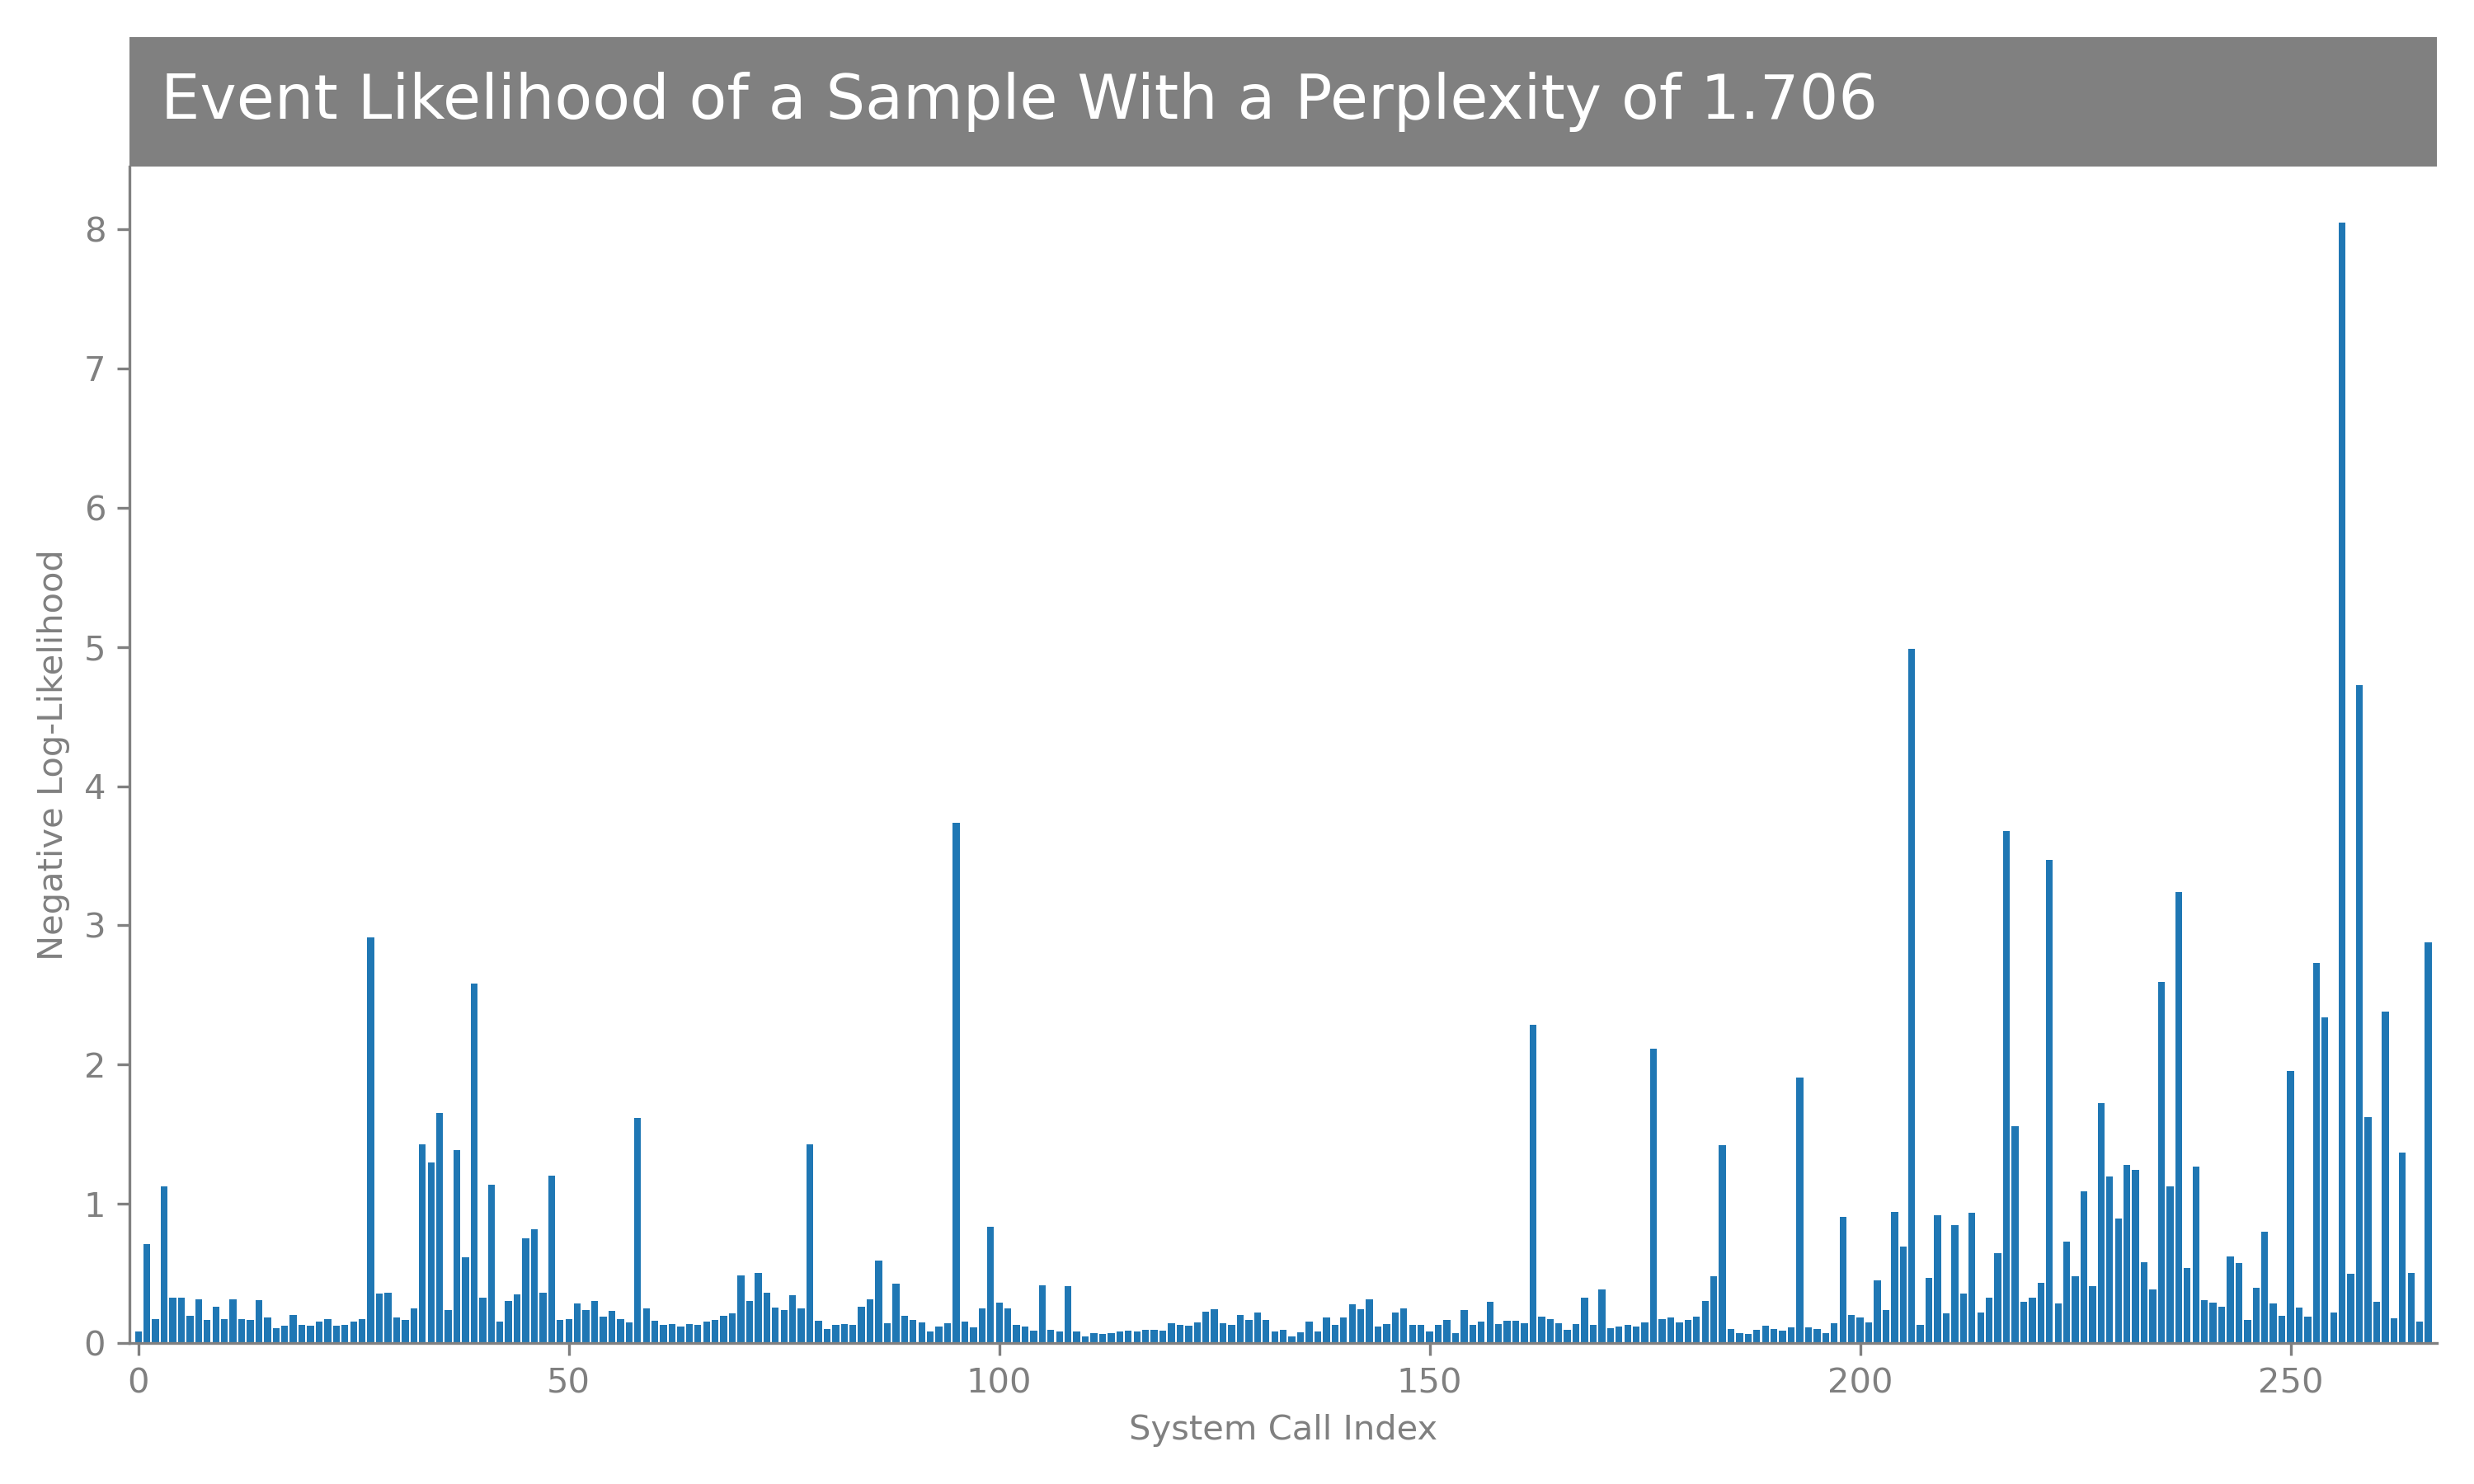 Event Likelihood of a Sample With a Perplexity of 1.706
8
7
6
5
4
3
2
1
0
Negative Log-Likelihood
0 50 100 150 200 250
System Call Index